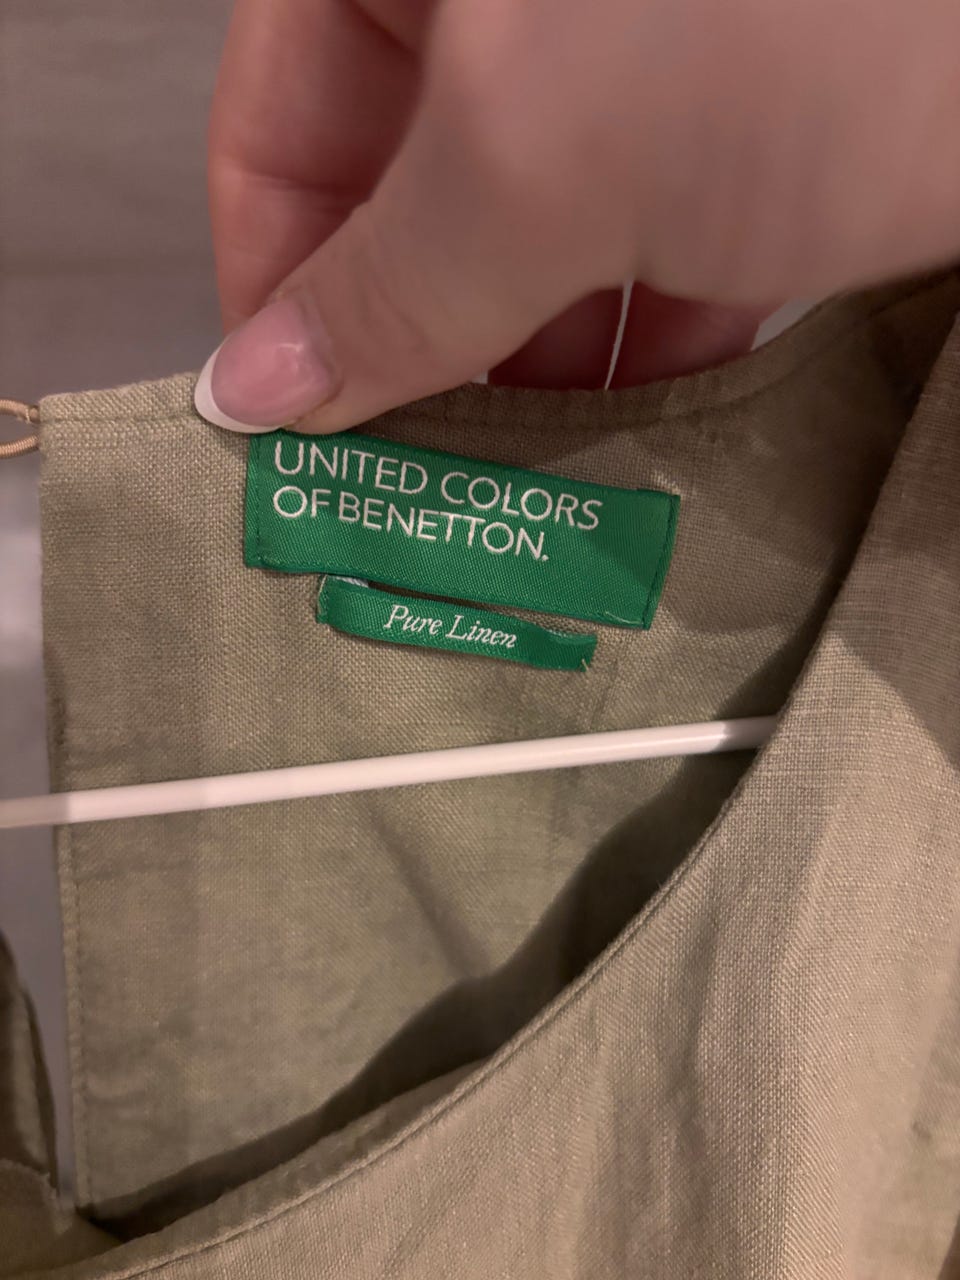 UNITED COLORS
OF BENETTON.
Pure Linen